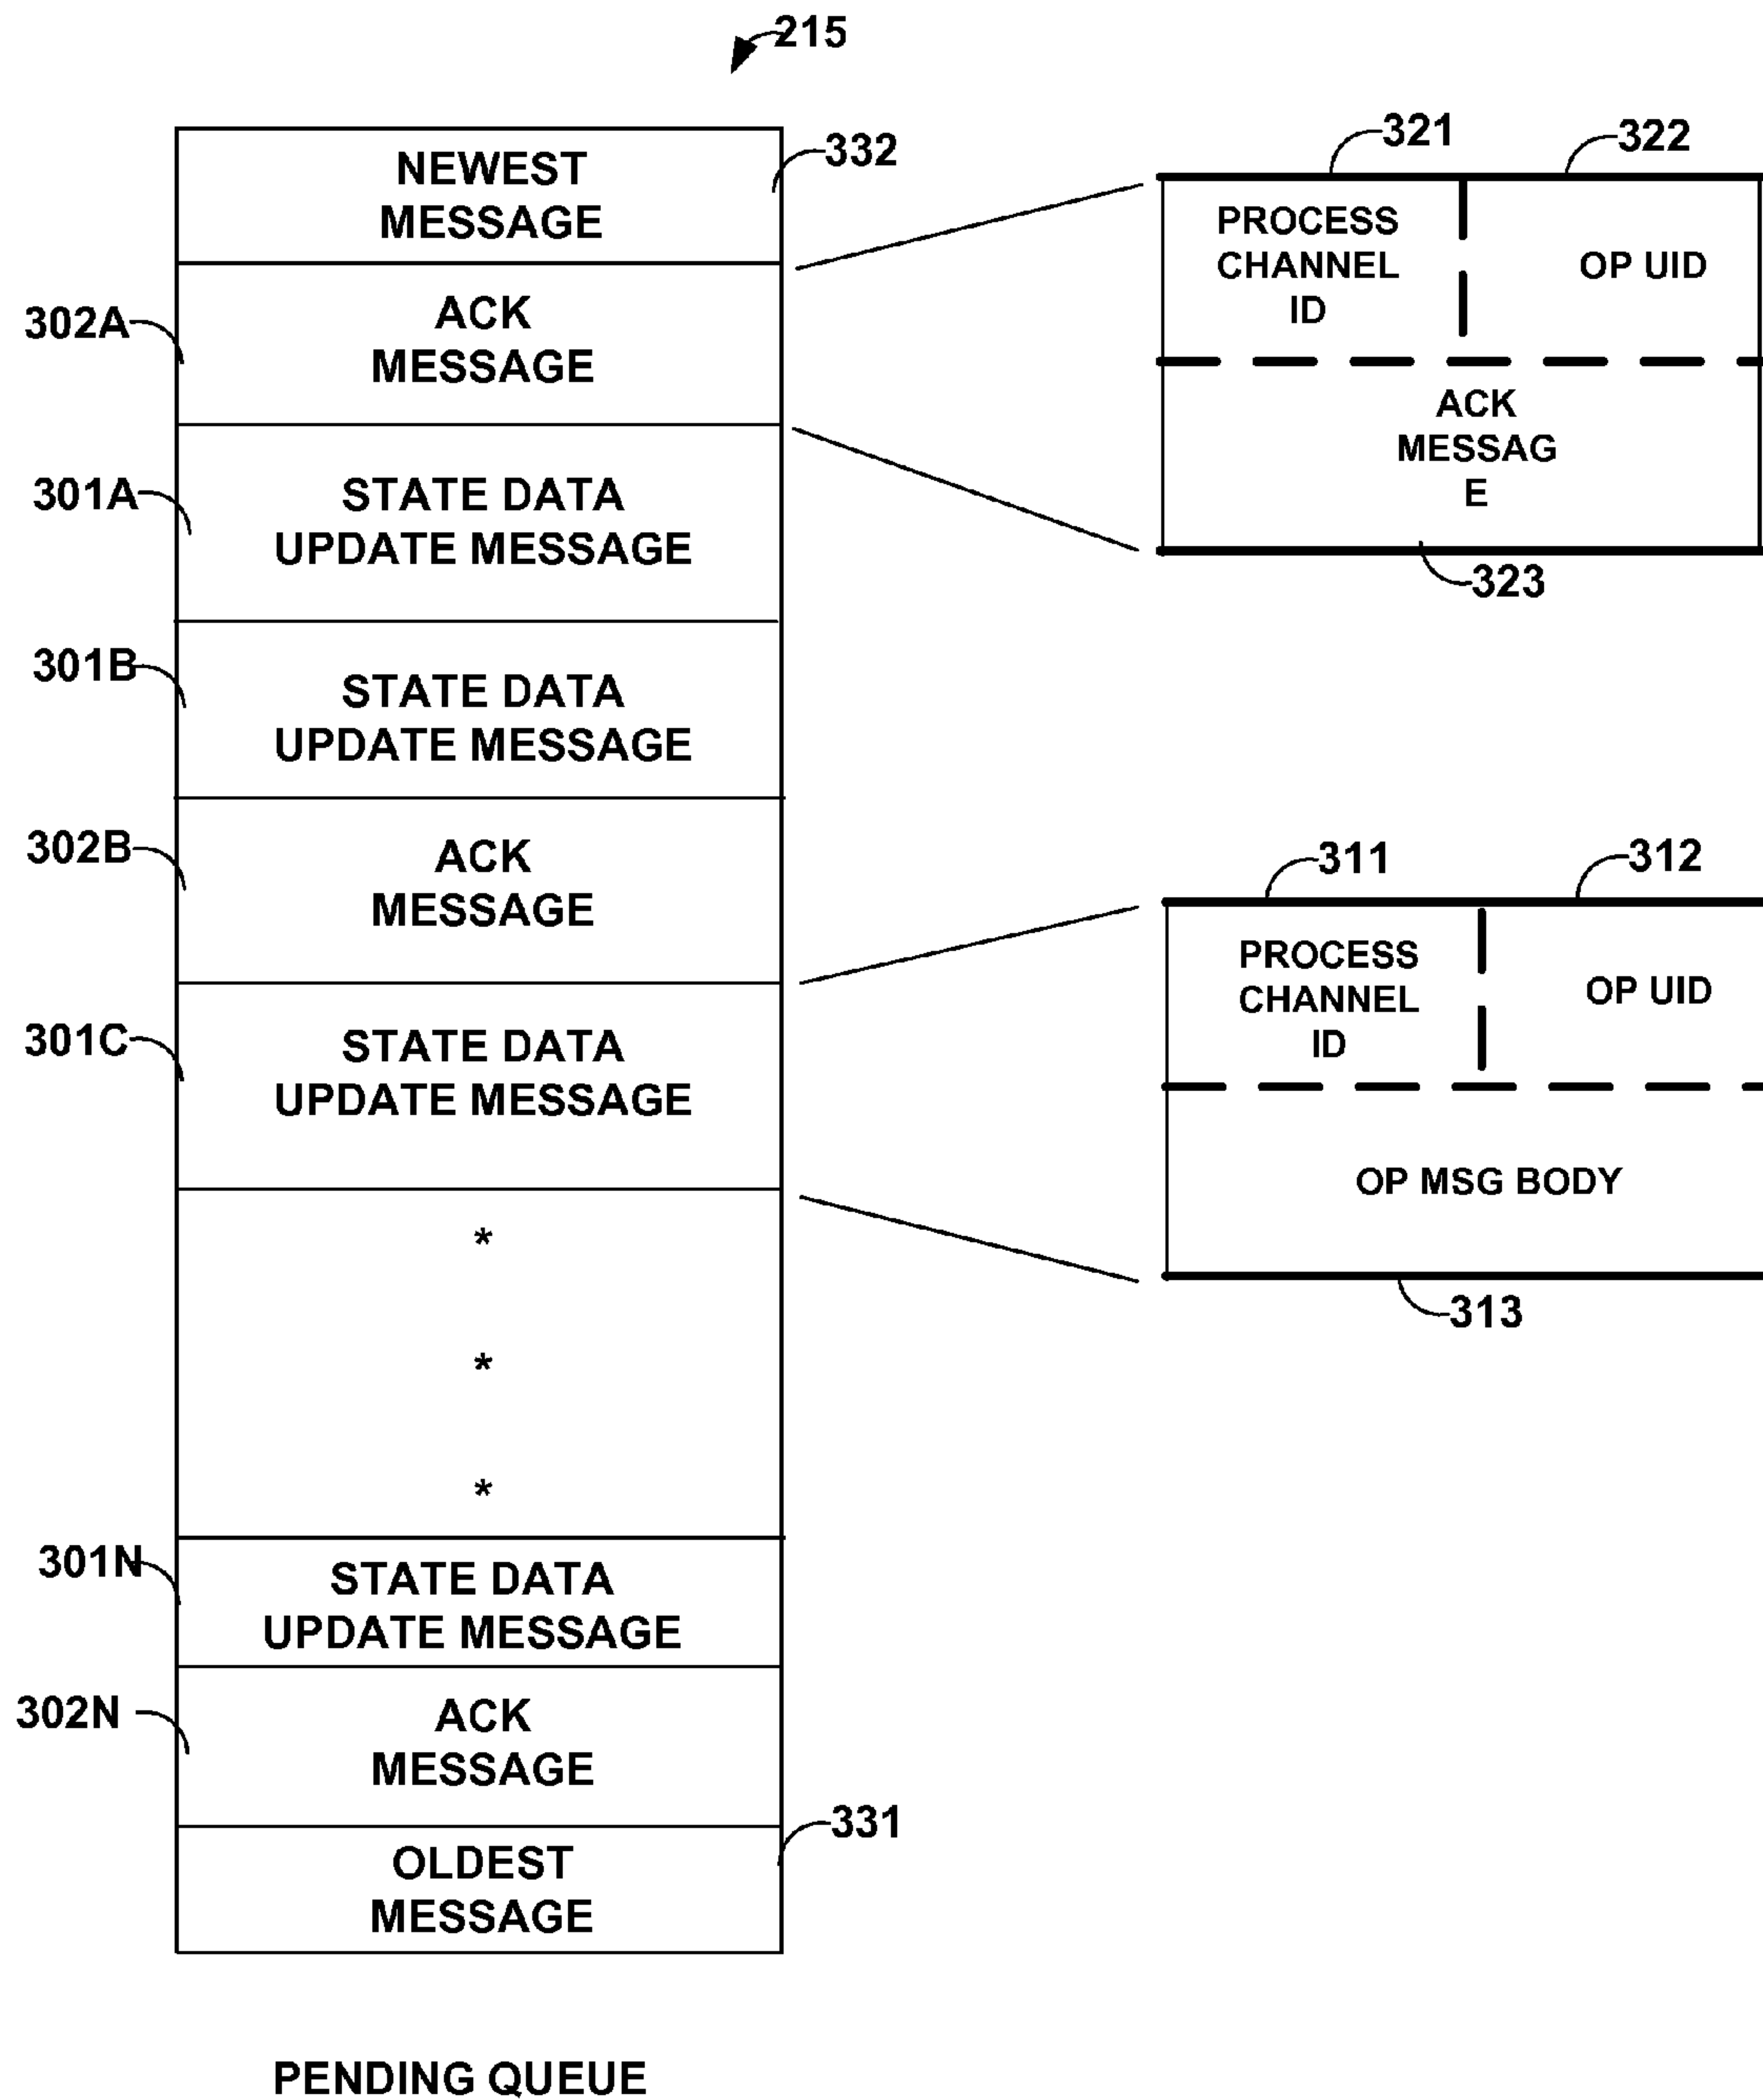 215
NEWEST
MESSAGE
332
302A
ACK
MESSAGE
301A
STATE DATA
UPDATE MESSAGE
301B
STATE DATA
UPDATE MESSAGE
302B
ACK
MESSAGE
301C
STATE DATA
UPDATE MESSAGE
*
*
*
301N
STATE DATA
UPDATE MESSAGE
302N
ACK
MESSAGE
331
OLDEST
MESSAGE
PENDING QUEUE
321
322
PROCESS
CHANNEL
ID
OP UID
ACK
MESSAG
E
323
311
312
PROCESS
CHANNEL
ID
OP UID
OP MSG BODY
313